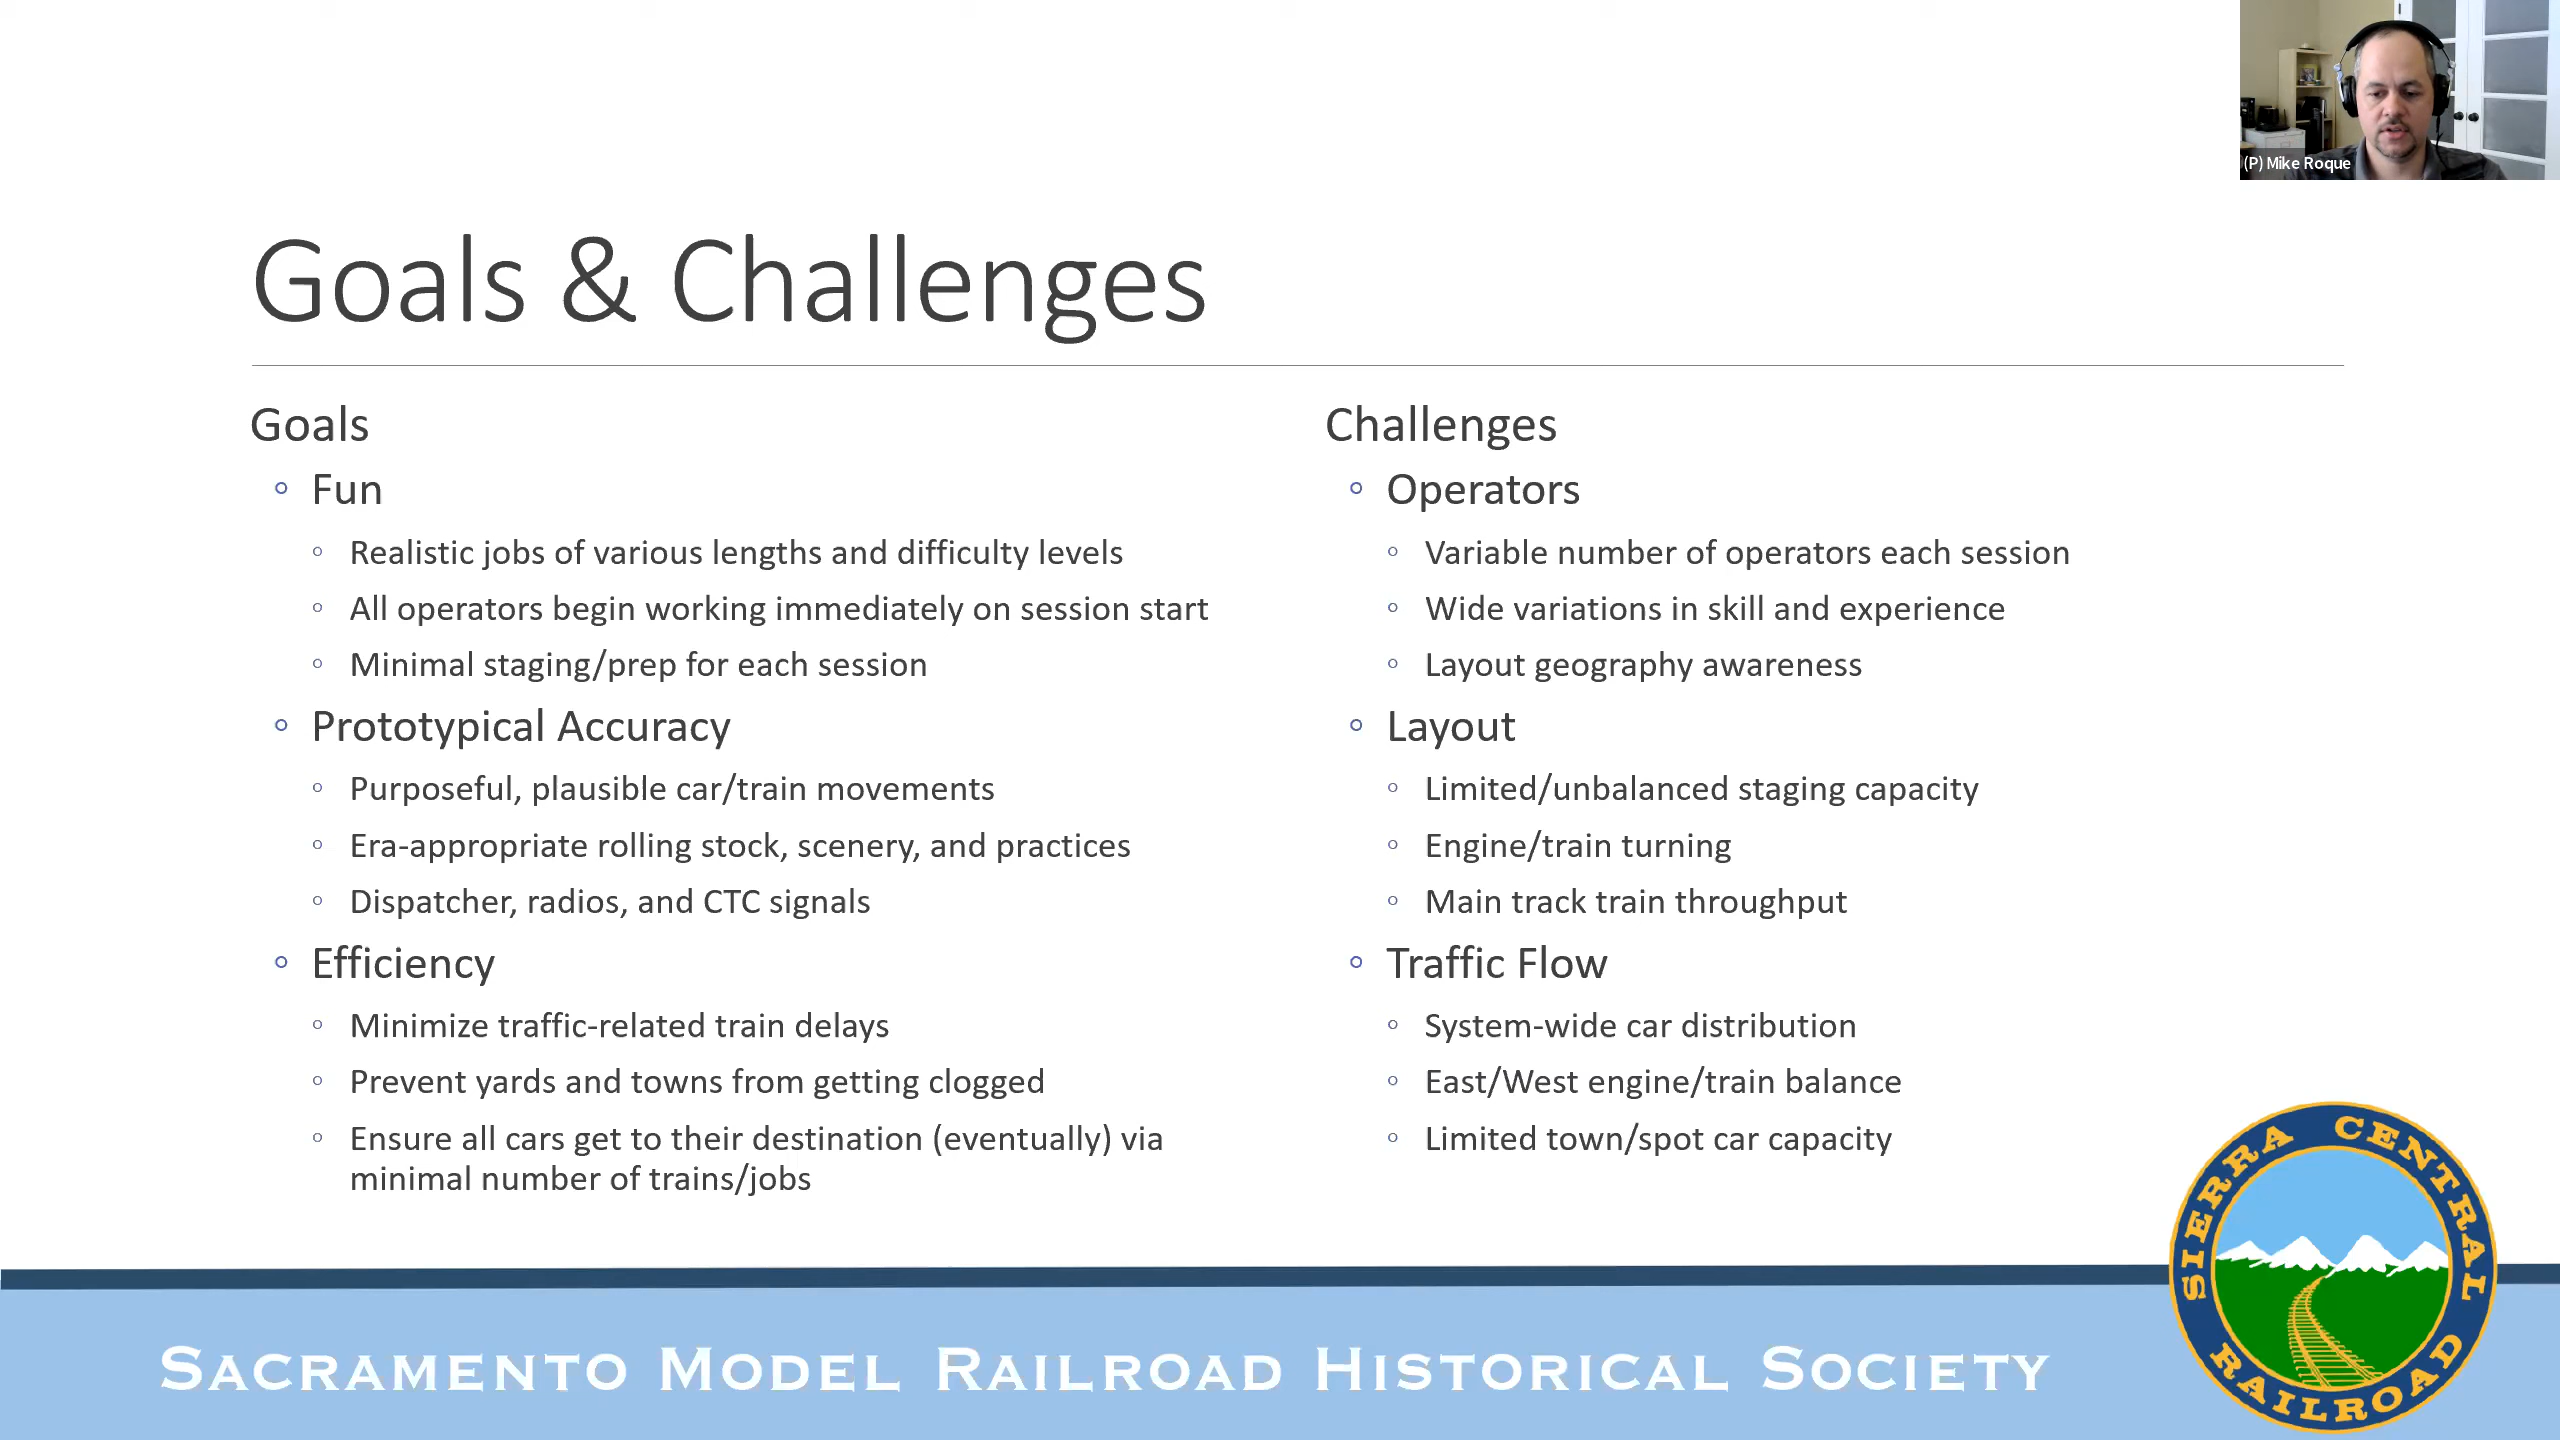 (P) Mike Roque
Goals & Challenges
Goals
Fun
Realistic jobs of various lengths and difficulty levels
All operators begin working immediately on session start
Minimal staging/prep for each session
Prototypical Accuracy
Purposeful, plausible car/train movements
Era-appropriate rolling stock, scenery, and practices
Dispatcher, radios, and CTC signals
Efficiency
Minimize traffic-related train delays
Prevent yards and towns from getting clogged
Ensure all cars get to their destination (eventually) via
minimal number of trains/jobs
Challenges
Operators
Variable number of operators each session
Wide variations in skill and experience
Layout geography awareness
Layout
Limited/unbalanced staging capacity
Engine/train turning
Main track train throughput
Traffic Flow
System-wide car distribution
East/West engine/train balance
Limited town/spot car capacity
SIERRA CENTRAL
RAILROAD
SACRAMENTO MODEL RAILROAD HISTORICAL SOCIETY